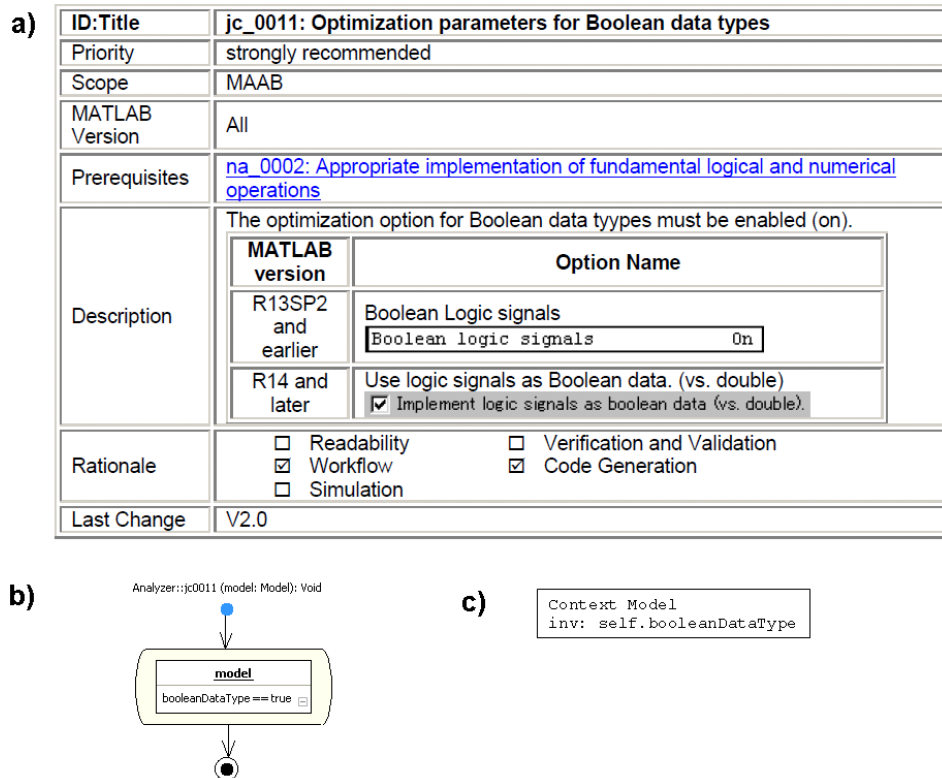 a)
ID:Title jc_0011: Optimization parameters for Boolean data types
Priority strongly recommended
Scope MAAB
MATLAB
Version
All
Prerequisites
na_0002: Appropriate implementation of fundamental logical and numerical
operations
Description
The optimization option for Boolean data tyypes must be enabled (on).
MATLAB
version
Option Name
R13SP2
and
earlier
Boolean Logic signals
Boolean logic signals On
R14 and
later
Use logic signals as Boolean data. (vs. double)
☑ Implement logic signals as boolean data (vs. double).
Rationale
☐ Readability ☐ Verification and Validation
☑ Workflow ☑ Code Generation
☐ Simulation
Last Change V2.0
b)
Analyzer::jc0011 (model: Model): Void
model
booleanDataType == true
c)
Context Model
inv: self.booleanDataType